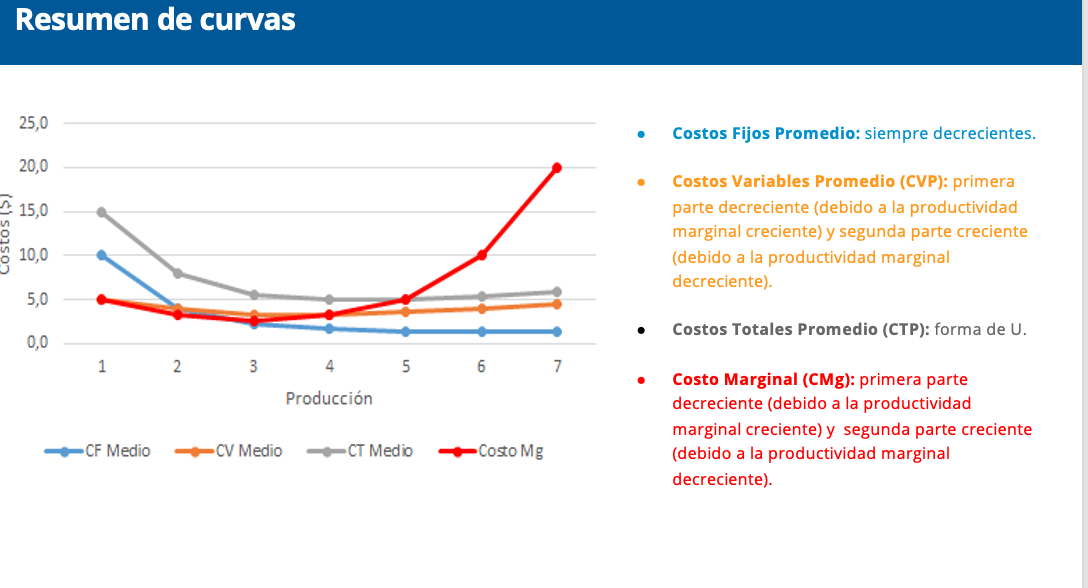 Resumen de curvas
25,0
20,0
15,0
10,0
5,0
0,0
Costos ($)
1 2 3 4 5 6 7
Producción
CF Medio CV Medio CT Medio Costo Mg
• Costos Fijos Promedio: siempre decrecientes.
• Costos Variables Promedio (CVP): primera
parte decreciente (debido a la productividad
marginal creciente) y segunda parte creciente
(debido a la productividad marginal
decreciente).
• Costos Totales Promedio (CTP): forma de U.
• Costo Marginal (CMg): primera parte
decreciente (debido a la productividad
marginal creciente) y segunda parte creciente
(debido a la productividad marginal
decreciente).